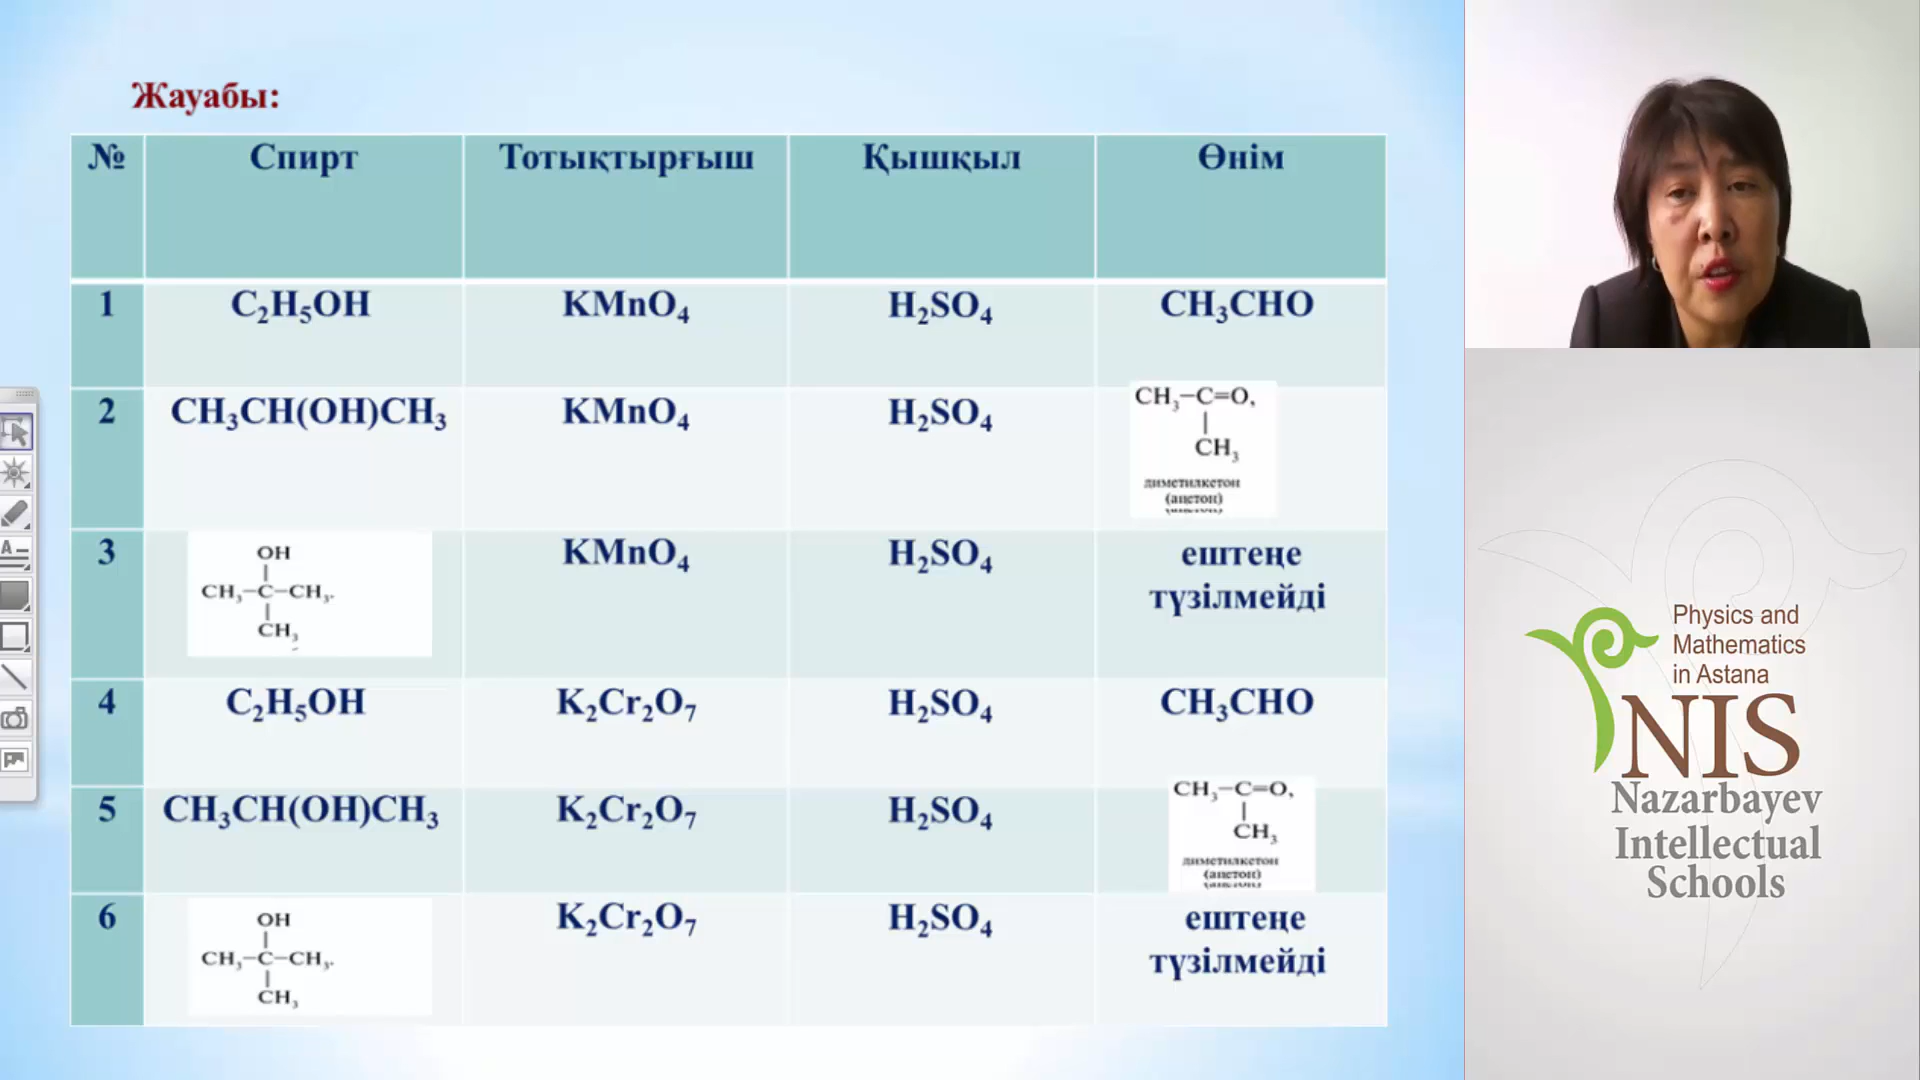 Жауабы:
№ Спирт Тотықтырғыш Қышқыл Өнім
1 C₂H₅OH KMnO₄ H₂SO₄ CH₃CHO
2 CH₃CH(OH)CH₃ KMnO₄ H₂SO₄
CH₃–C=O,
|
CH₃
диметилкетон
(ацетон)
3
OH
|
CH₃–C–CH₃.
|
CH₃
KMnO₄ H₂SO₄ ештеңе
түзілмейді
4 C₂H₅OH K₂Cr₂O₇ H₂SO₄ CH₃CHO
5 CH₃CH(OH)CH₃ K₂Cr₂O₇ H₂SO₄
CH₃–C=O,
|
CH₃
диметилкетон
(ацетон)
6
OH
|
CH₃–C–CH₃.
|
CH₃
K₂Cr₂O₇ H₂SO₄ ештеңе
түзілмейді
Physics and
Mathematics
in Astana
NIS
Nazarbayev
Intellectual
Schools